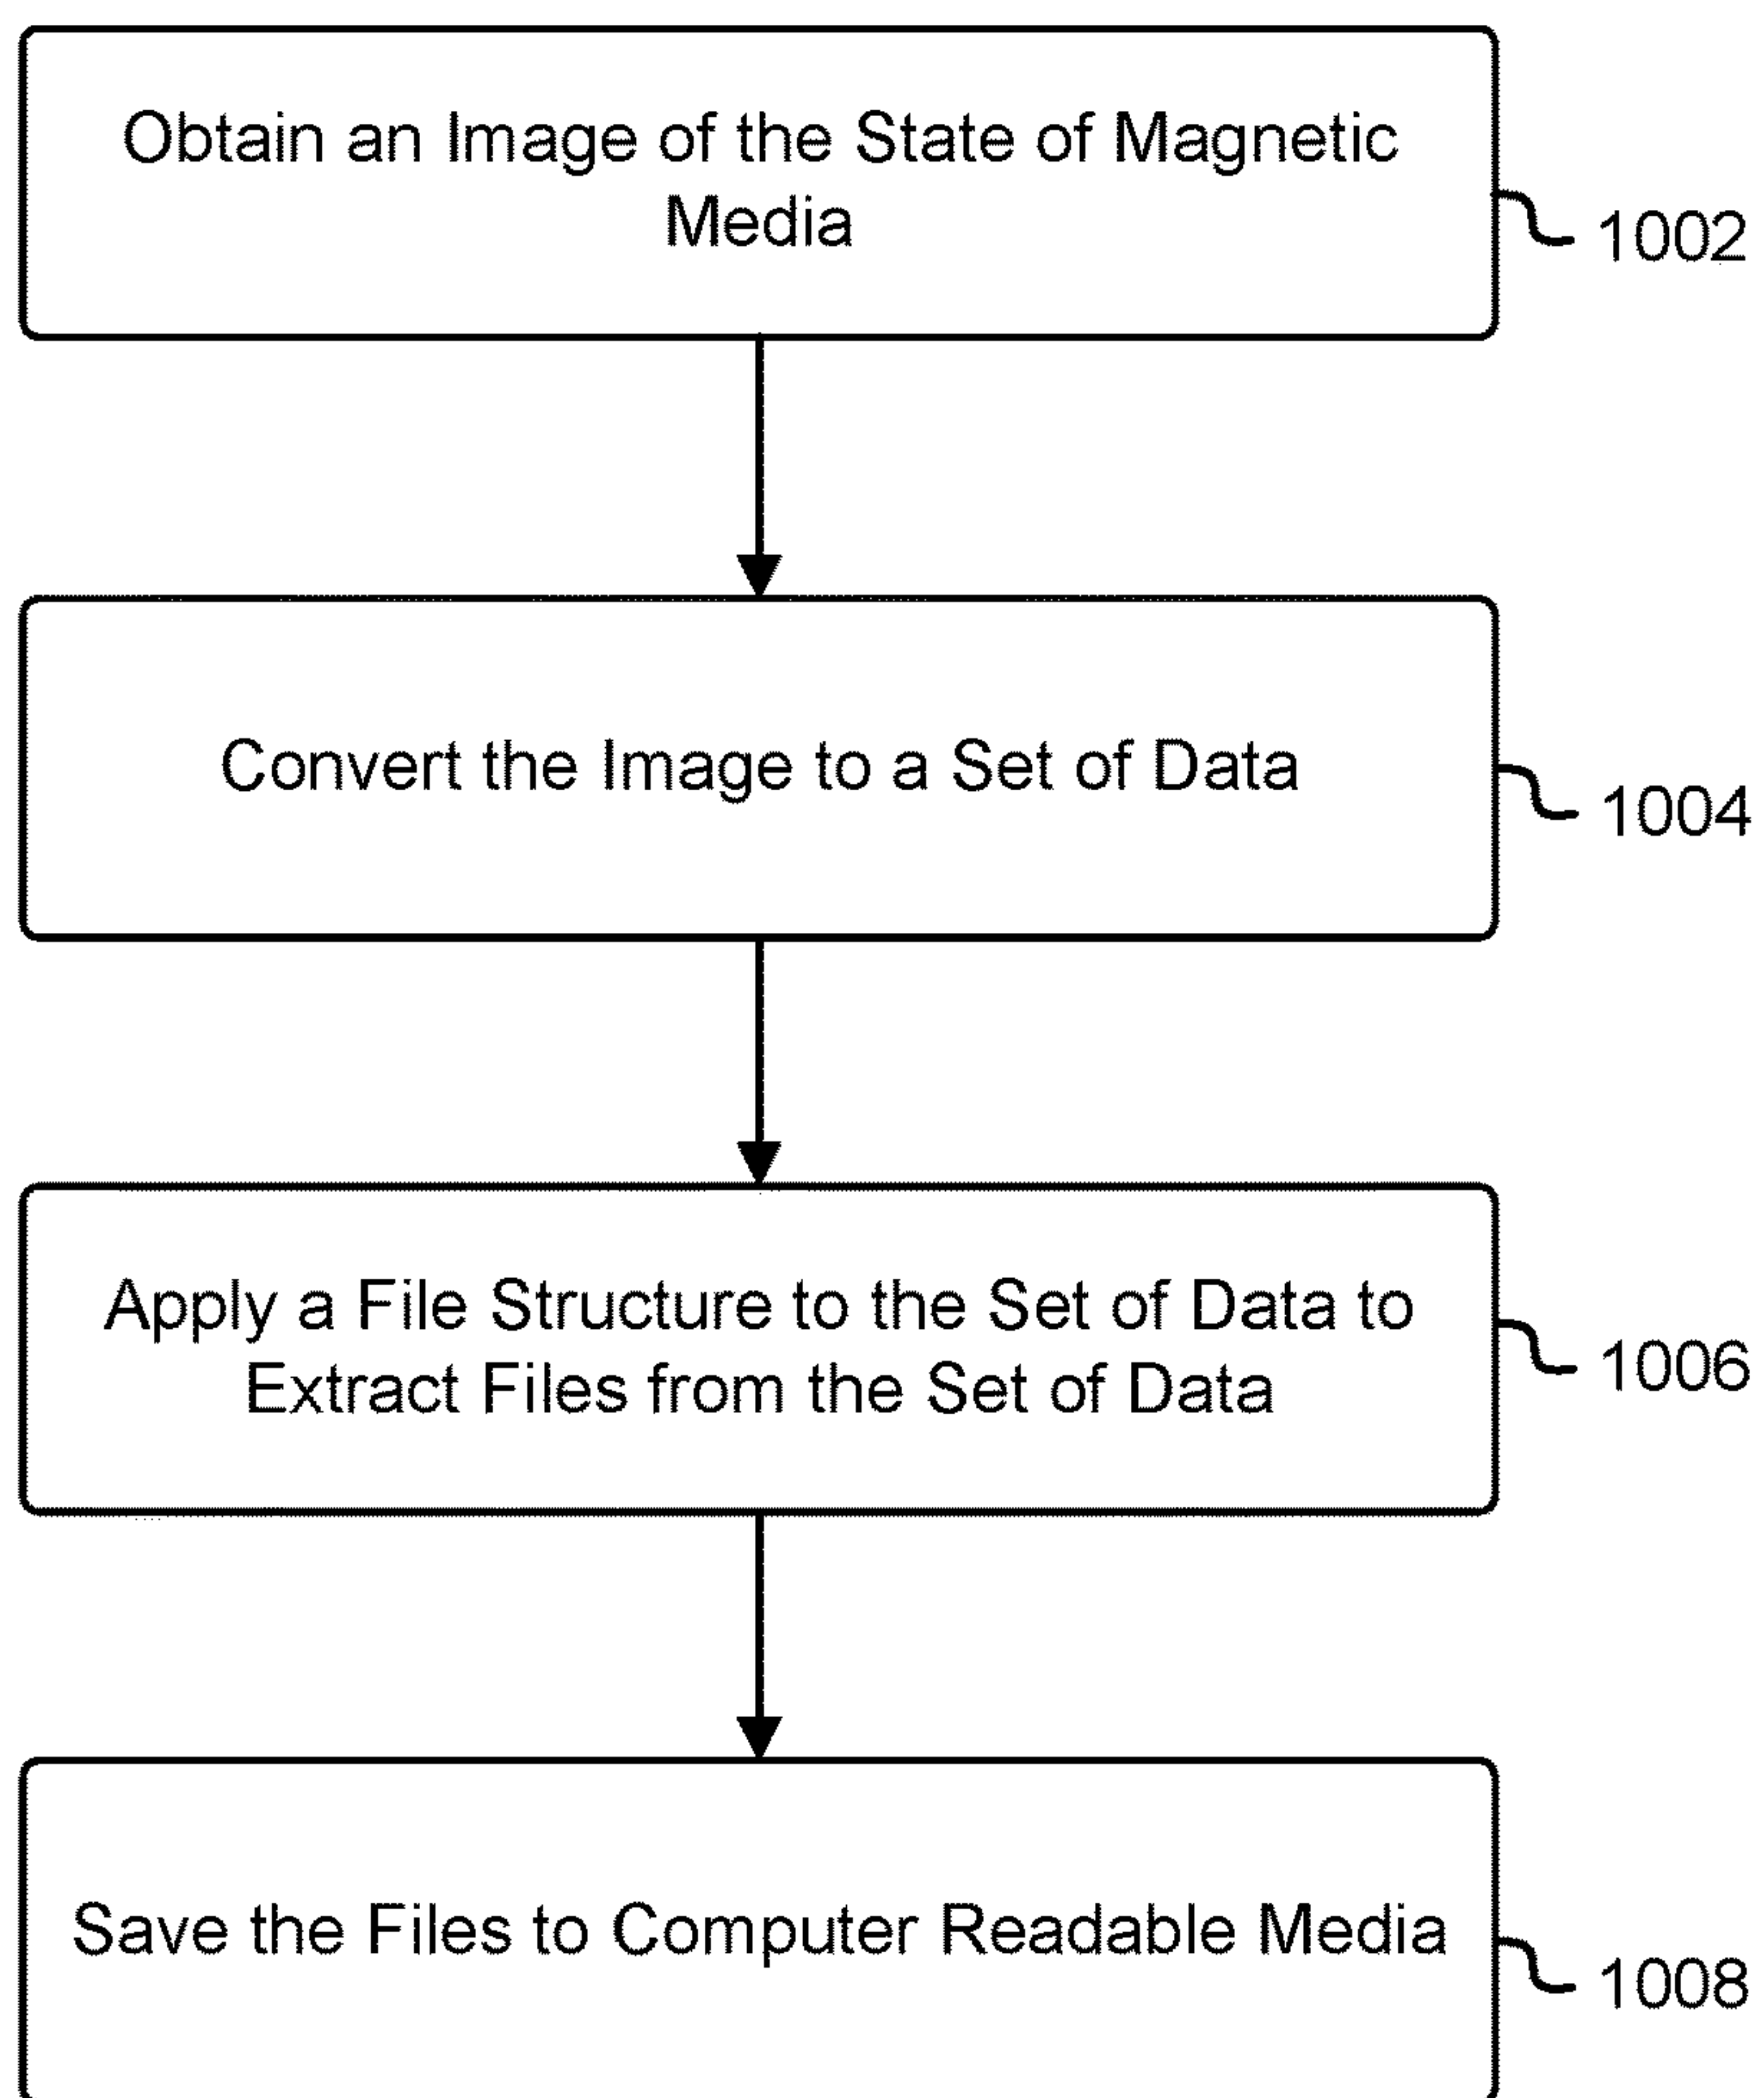 Obtain an Image of the State of Magnetic
Media
1002
Convert the Image to a Set of Data
1004
Apply a File Structure to the Set of Data to
Extract Files from the Set of Data
1006
Save the Files to Computer Readable Media
1008